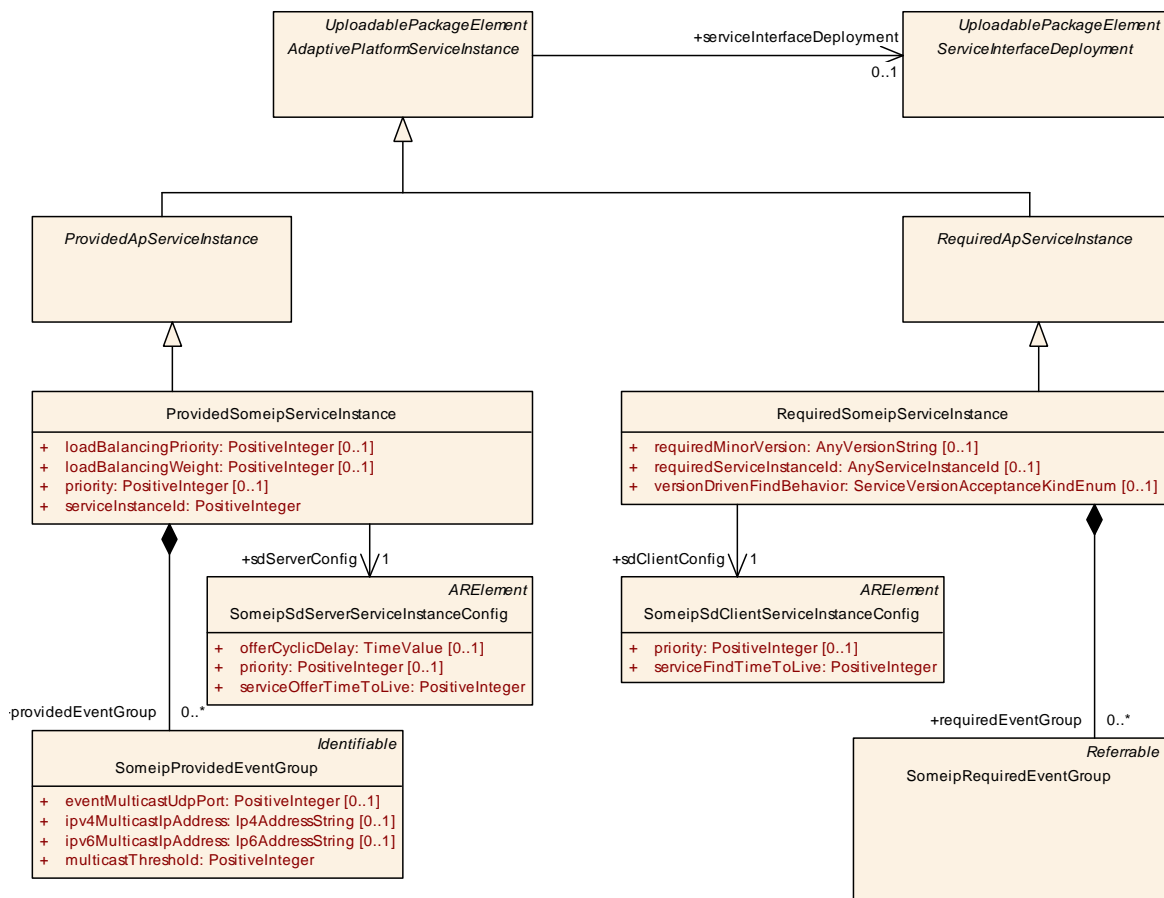 UploadablePackageElement
AdaptivePlatformServiceInstance
+serviceInterfaceDeployment
0..1
UploadablePackageElement
ServiceInterfaceDeployment
ProvidedApServiceInstance
RequiredApServiceInstance
ProvidedSomeipServiceInstance
+ loadBalancingPriority: PositiveInteger [0..1]
+ loadBalancingWeight: PositiveInteger [0..1]
+ priority: PositiveInteger [0..1]
+ serviceInstanceId: PositiveInteger
RequiredSomeipServiceInstance
+ requiredMinorVersion: AnyVersionString [0..1]
+ requiredServiceInstanceId: AnyServiceInstanceId [0..1]
+ versionDrivenFindBehavior: ServiceVersionAcceptanceKindEnum [0..1]
+sdServerConfig 1
+sdClientConfig 1
ARElement
SomeipSdServerServiceInstanceConfig
+ offerCyclicDelay: TimeValue [0..1]
+ priority: PositiveInteger [0..1]
+ serviceOfferTimeToLive: PositiveInteger
ARElement
SomeipSdClientServiceInstanceConfig
+ priority: PositiveInteger [0..1]
+ serviceFindTimeToLive: PositiveInteger
+providedEventGroup 0..*
+requiredEventGroup 0..*
Identifiable
SomeipProvidedEventGroup
+ eventMulticastUdpPort: PositiveInteger [0..1]
+ ipv4MulticastIpAddress: Ip4AddressString [0..1]
+ ipv6MulticastIpAddress: Ip6AddressString [0..1]
+ multicastThreshold: PositiveInteger
Referrable
SomeipRequiredEventGroup